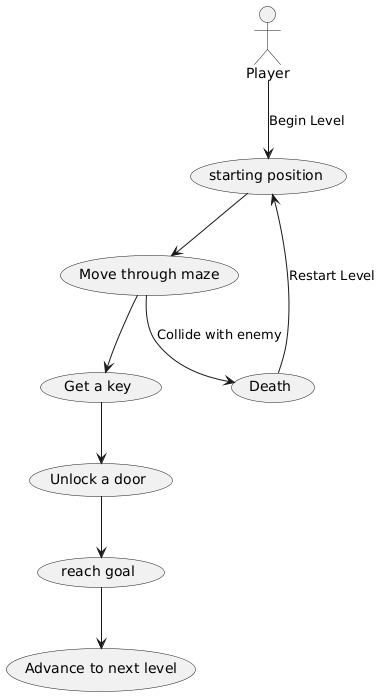 Player
Begin Level
starting position
Move through maze
Restart Level
Collide with enemy
Get a key
Death
Unlock a door
reach goal
Advance to next level